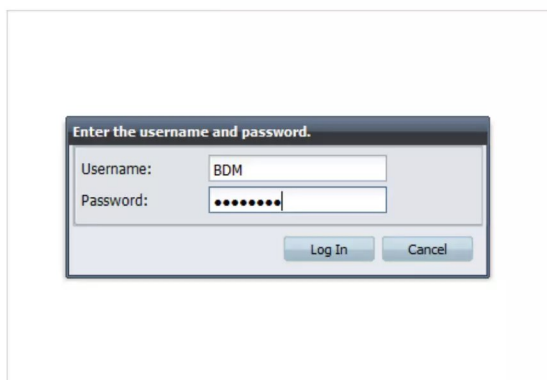 Enter the username and password.
Username: BDM
Password: ●●●●●●●●
Log In Cancel